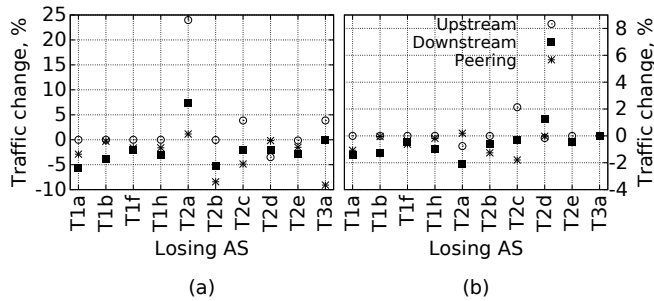 Traffic change, %
25
20
15
10
5
0
-5
-10
T1a
T1b
T1f
T1h
T2a
T2b
T2c
T2d
T2e
T3a
Losing AS
(a)
Upstream
Downstream
Peering
8
6
4
2
0
-2
-4
Traffic change, %
T1a
T1b
T1f
T1h
T2a
T2b
T2c
T2d
T2e
T3a
Losing AS
(b)